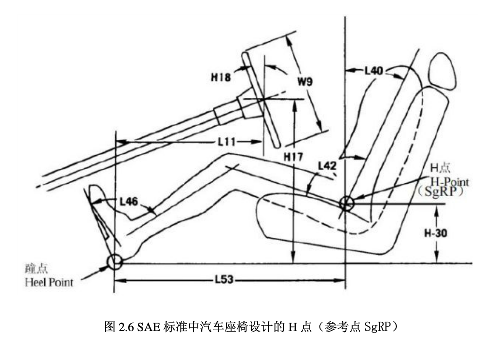 H18
W9
L40
L11
H17
L42
H点
H-Point
（SgRP）
L46
H-30
踵点
Heel Point
L53
图 2.6 SAE 标准中汽车座椅设计的 H 点（参考点 SgRP）